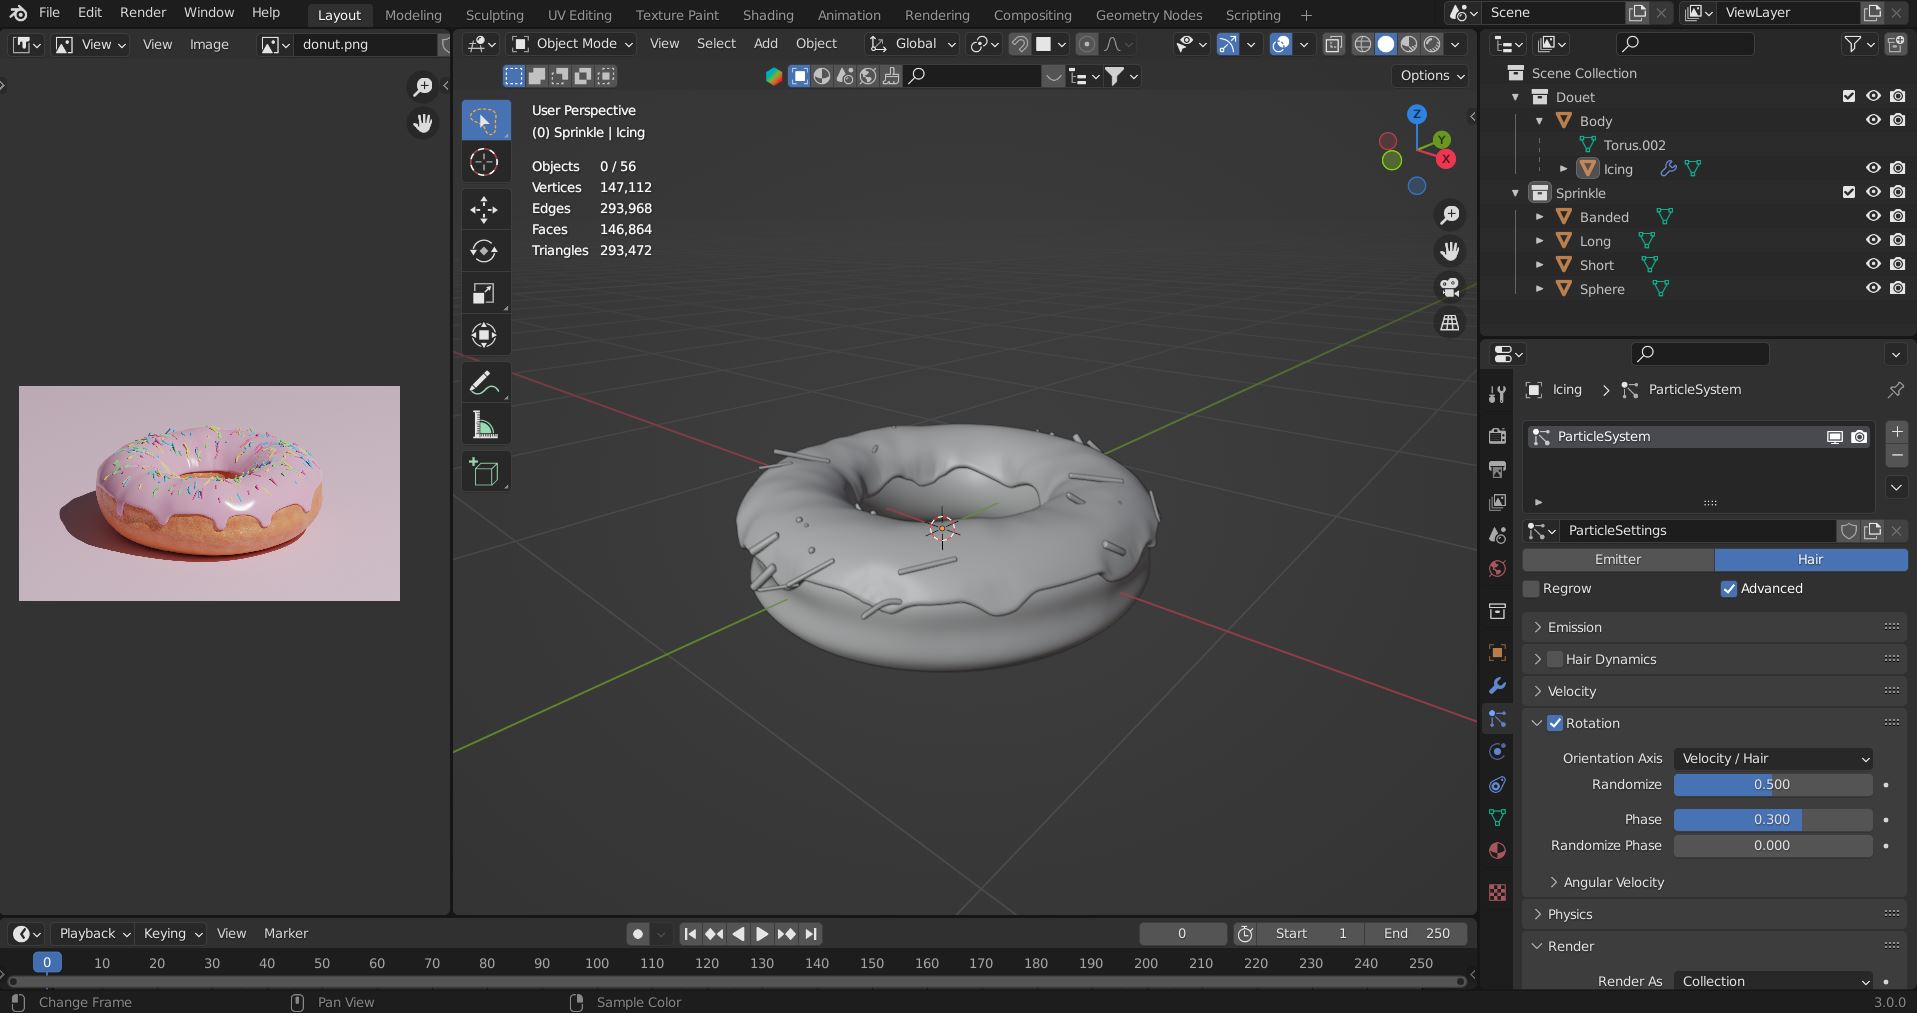 File Edit Render Window Help Layout Modeling Sculpting UV Editing Texture Paint Shading Animation Rendering Compositing Geometry Nodes Scripting + Scene ViewLayer
View View Image donut.png
Object Mode View Select Add Object Global
Options
User Perspective
(0) Sprinkle | Icing
Objects 0 / 56
Vertices 147,112
Edges 293,968
Faces 146,864
Triangles 293,472
Z
Y
X
Scene Collection
Douet
Body
Torus.002
Icing
Sprinkle
Banded
Long
Short
Sphere
Icing > ParticleSystem
ParticleSystem
ParticleSettings
Emitter Hair
Regrow Advanced
Emission
Hair Dynamics
Velocity
Rotation
Orientation Axis Velocity / Hair
Randomize 0.500
Phase 0.300
Randomize Phase 0.000
Angular Velocity
Physics
Render
Render As Collection
Playback Keying View Marker 0 Start 1 End 250
0 10 20 30 40 50 60 70 80 90 100 110 120 130 140 150 160 170 180 190 200 210 220 230 240 250
Change Frame Pan View Sample Color 3.0.0